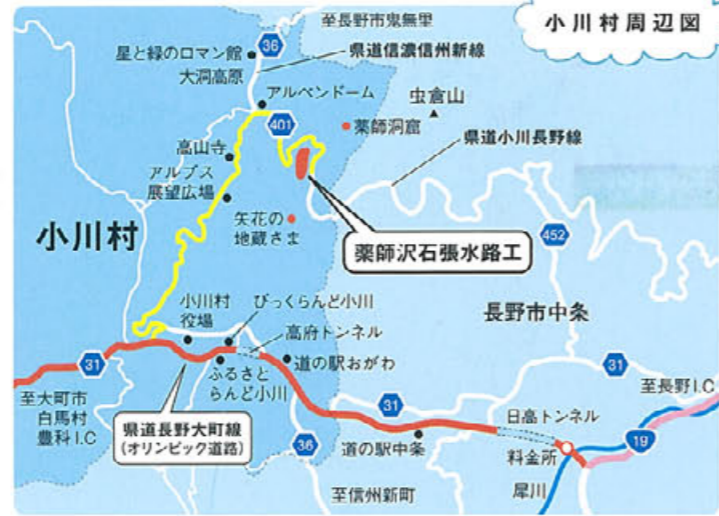 小川村周辺図
至長野市鬼無里
36
県道信濃信州新線
星と緑のロマン館
大洞高原
アルペンドーム
虫倉山
401
薬師洞窟
県道小川長野線
高山寺
アルプス
展望広場
矢花の
地蔵さま
小川村
薬師沢石張水路工
452
長野市中条
小川村
役場
びっくらんど小川
高府トンネル
道の駅おがわ
ふるさと
らんど小川
31
31
31
至長野I.C
至大町市
白馬村
豊科I.C
県道長野大町線
(オリンピック道路)
36
至信州新町
道の駅中条
日高トンネル
料金所
19
犀川